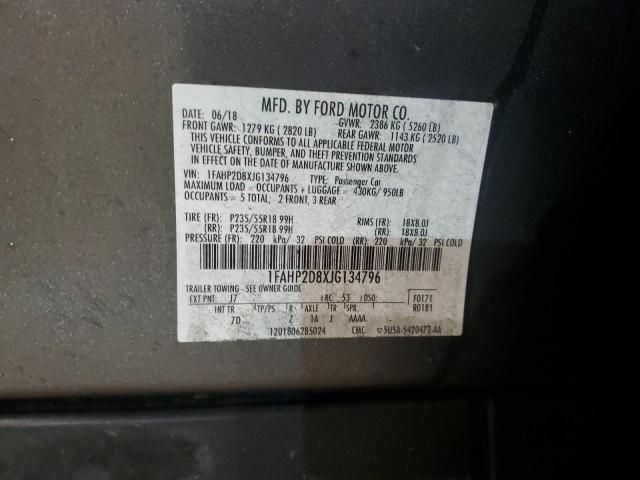 MFD. BY FORD MOTOR CO.
DATE: 06/18 GVWR: 2386 KG ( 5260 LB)
FRONT GAWR: 1279 KG ( 2820 LB) REAR GAWR: 1143 KG ( 2520 LB)
THIS VEHICLE CONFORMS TO ALL APPLICABLE FEDERAL MOTOR
VEHICLE SAFETY, BUMPER, AND THEFT PREVENTION STANDARDS
IN EFFECT ON THE DATE OF MANUFACTURE SHOWN ABOVE.
VIN: 1FAHP2D8XJG134796 TYPE: Passenger Car
MAXIMUM LOAD = OCCUPANTS + LUGGAGE = 430KG/ 950LB
OCCUPANTS = 5 TOTAL; 2 FRONT, 3 REAR
TIRE (FR): P235/55R18 99H RIMS (FR): 18X8.0J
(RR): P235/55R18 99H (RR): 18X8.0J
PRESSURE (FR): 220 kPa/ 32 PSI COLD (RR): 220 kPa/ 32 PSI COLD
1FAHP2D8XJG134796
TRAILER TOWING - SEE OWNER GUIDE
EXT PNT: J7 RC: 53 DSO: F0171
INT TR TP/PS R AXLE TR SPR R0181
7D Z 1A J AAAA
1201806285024 CMC ▽5U5A-5420472-AA